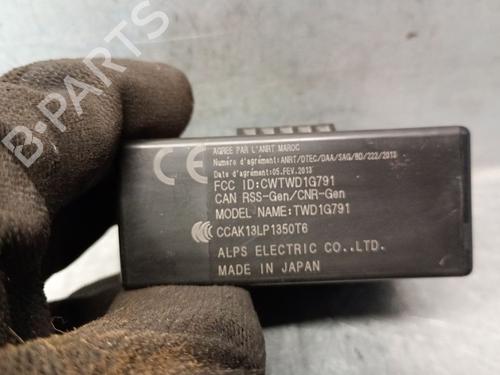 B-PARTS
CE
AGREE PAR L'ANRT MAROC
Numéro d'agrément:ANRT/DTEC/DAA/SAG/BD/222/2013
Date d'agrément:05.FEV.2013
FCC ID:CWTWD1G791
CAN RSS-Gen/CNR-Gen
MODEL NAME:TWD1G791
CCAK13LP1350T6
ALPS ELECTRIC CO.,LTD.
MADE IN JAPAN